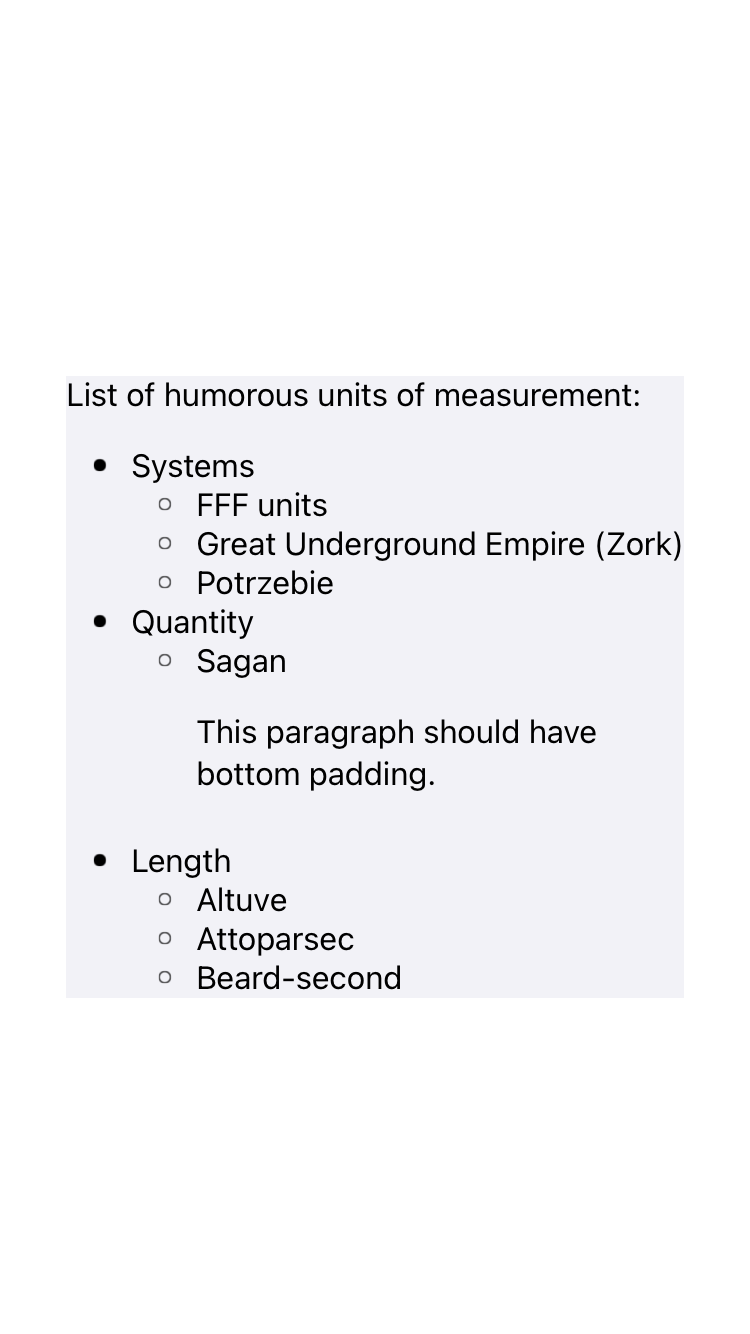 List of humorous units of measurement:
• Systems
◦ FFF units
◦ Great Underground Empire (Zork)
◦ Potrzebie
• Quantity
◦ Sagan
This paragraph should have
bottom padding.
• Length
◦ Altuve
◦ Attoparsec
◦ Beard-second